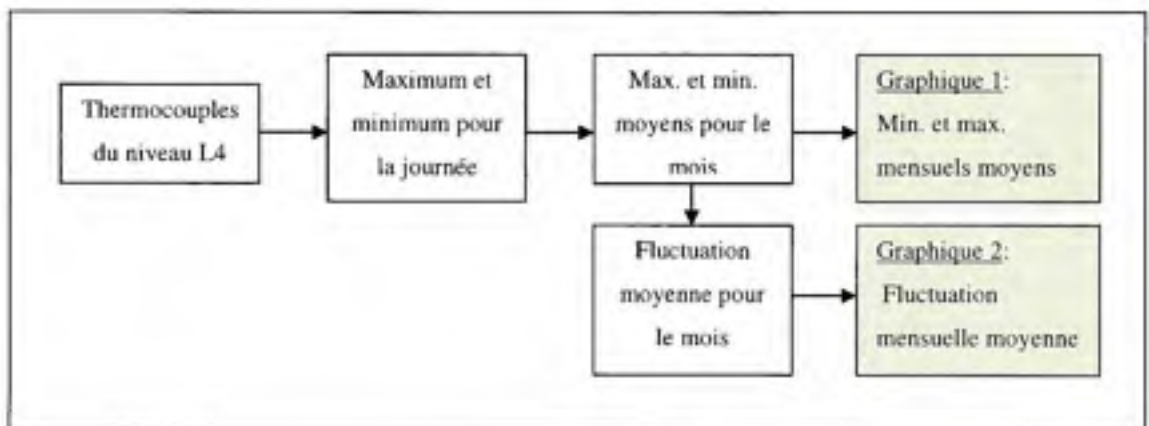 Thermocouples
du niveau L4
Maximum et
minimum pour
la journée
Max. et min.
moyens pour le
mois
Graphique 1:
Min. et max.
mensuels moyens
Fluctuation
moyenne pour
le mois
Graphique 2:
Fluctuation
mensuelle moyenne